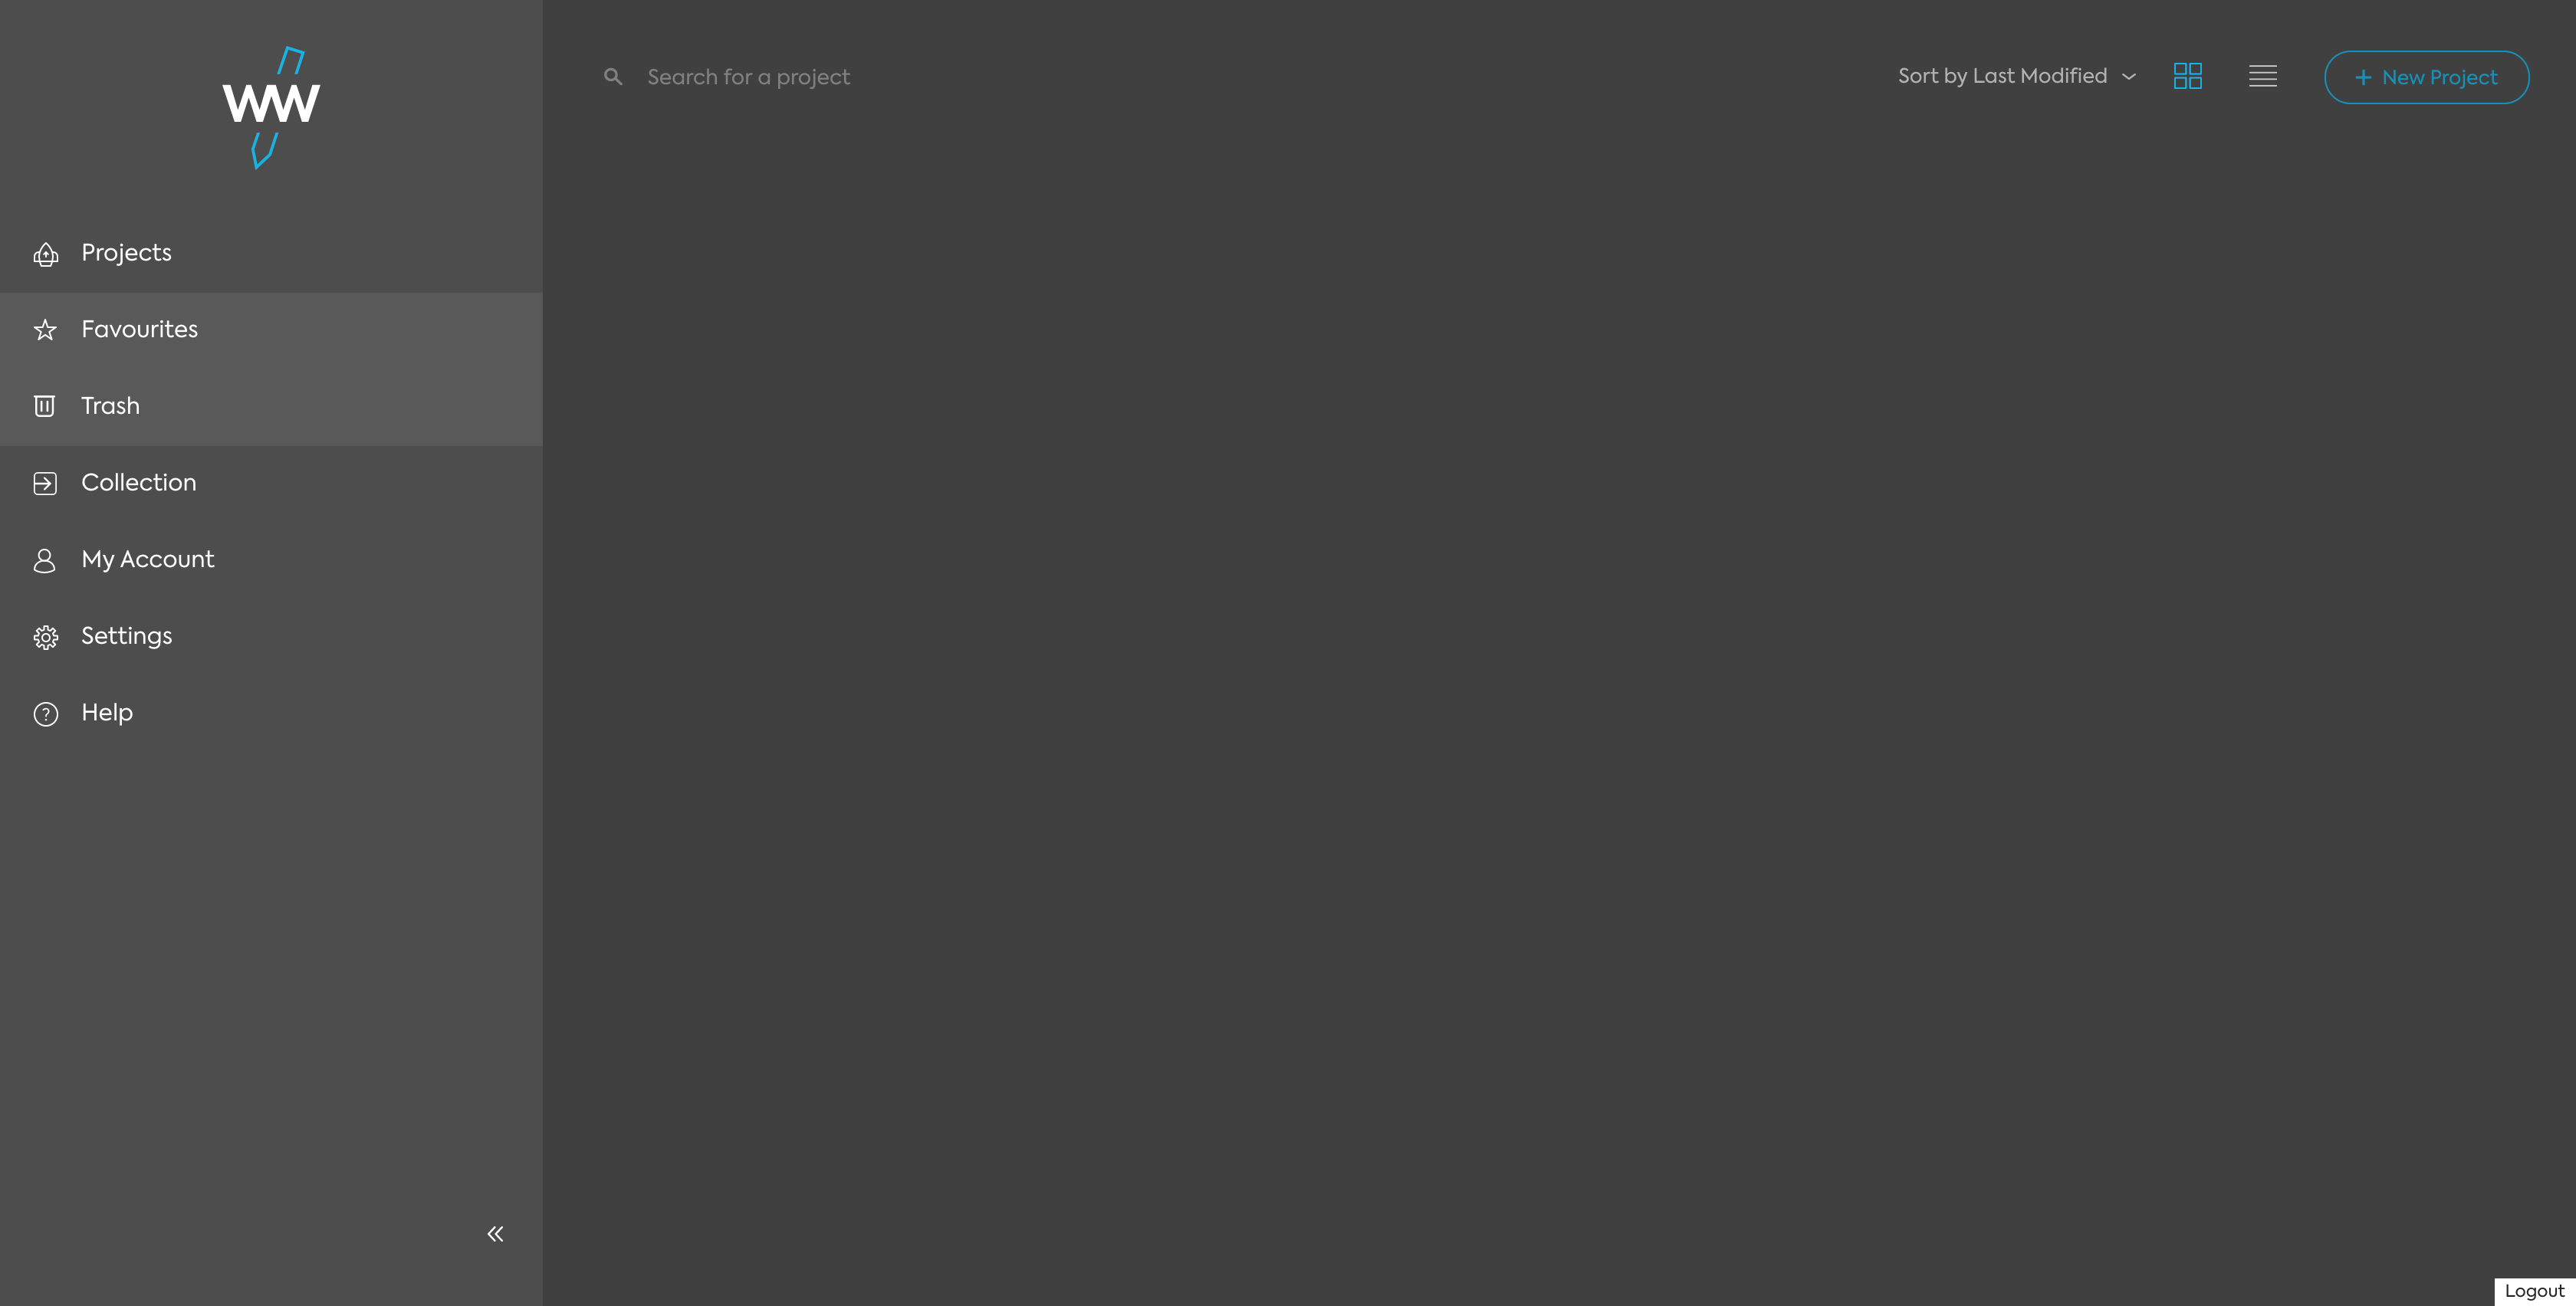 WW
Search for a project
Sort by Last Modified
New Project
Projects
Favourites
Trash
Collection
My Account
Settings
Help
Logout